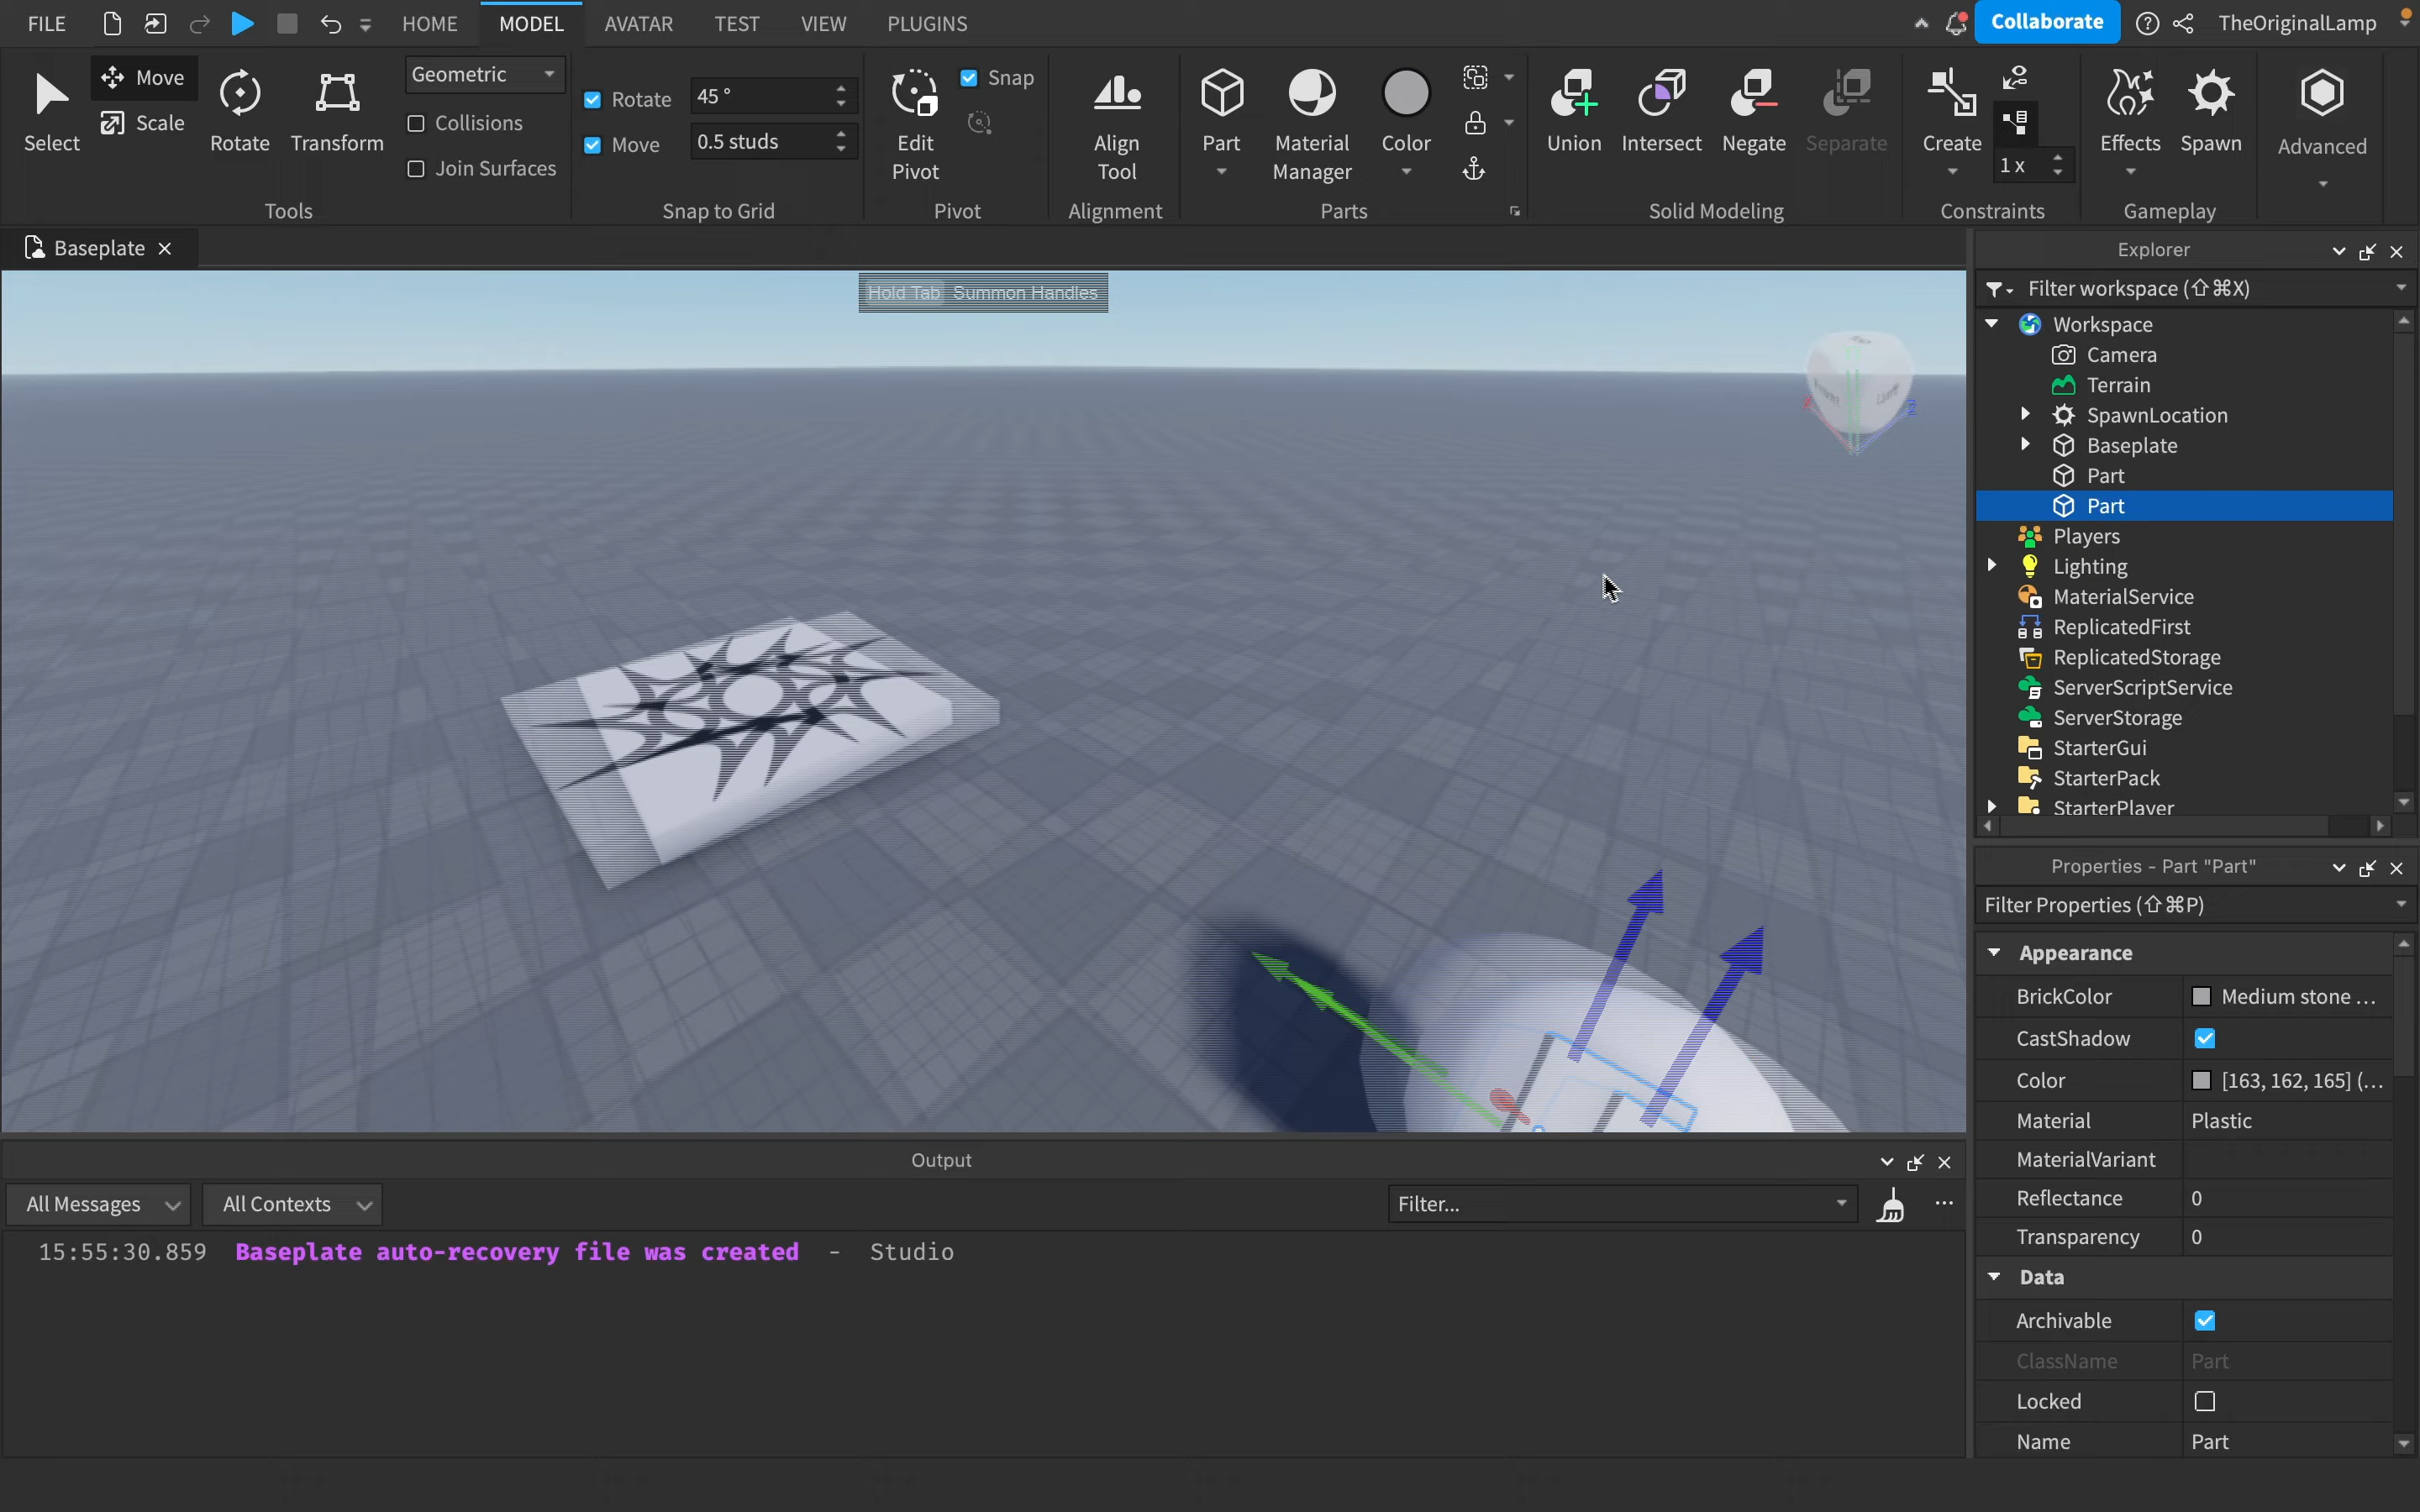 FILE HOME MODEL AVATAR TEST VIEW PLUGINS Collaborate TheOriginalLamp
Select Move Scale Rotate Transform Geometric Collisions Join Surfaces
Tools
Rotate 45 °
Move 0.5 studs
Snap to Grid
Edit Pivot Snap
Pivot
Align Tool
Alignment
Part Material Manager Color
Parts
Union Intersect Negate Separate
Solid Modeling
Create 1 x
Constraints
Effects Spawn
Gameplay
Advanced
Baseplate
Hold Tab Summon Handles
Explorer
Filter workspace (⇧⌘X)
Workspace
Camera
Terrain
SpawnLocation
Baseplate
Part
Part
Players
Lighting
MaterialService
ReplicatedFirst
ReplicatedStorage
ServerScriptService
ServerStorage
StarterGui
StarterPack
StarterPlayer
Properties - Part "Part"
Filter Properties (⇧⌘P)
Appearance
BrickColor Medium stone ...
CastShadow
Color [163, 162, 165] (...
Material Plastic
MaterialVariant
Reflectance 0
Transparency 0
Data
Archivable
ClassName Part
Locked
Name Part
Output
All Messages All Contexts Filter...
15:55:30.859 Baseplate auto-recovery file was created - Studio